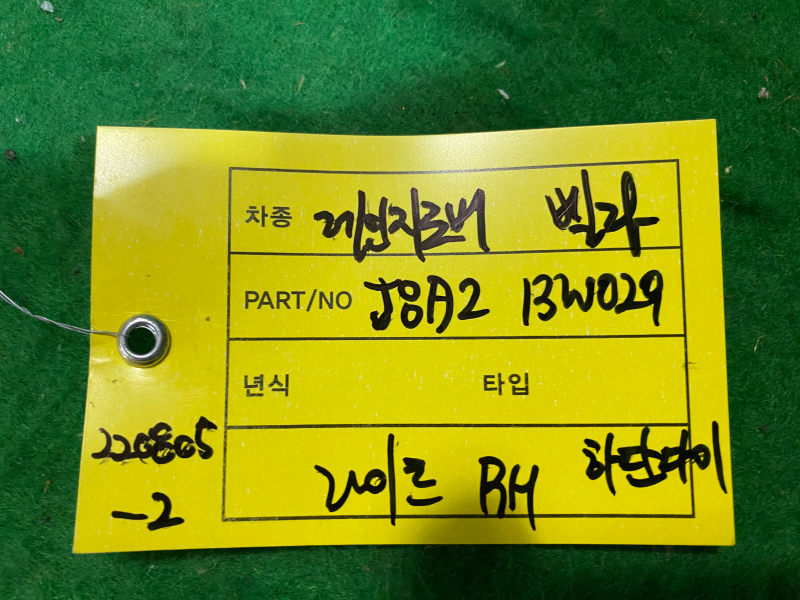 차종 레인지로버 벨라
PART/NO J8A2 13W029
년식 타입
라이트 RH 하단다이
220805
-2